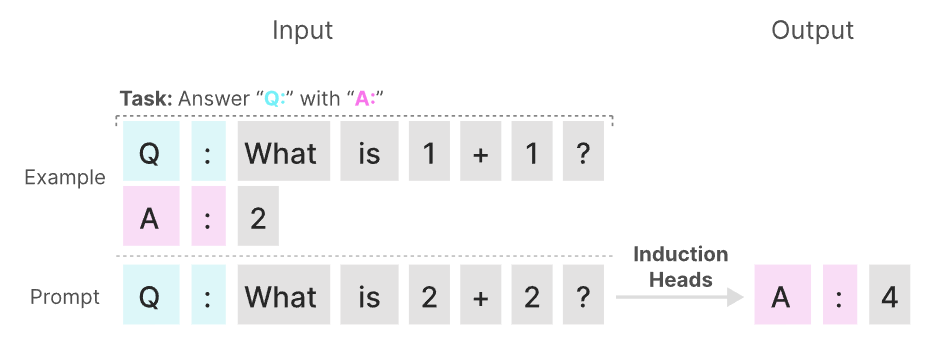 Input
Output
Task: Answer “Q:” with “A:”
Example
Q : What is 1 + 1 ?
A : 2
Prompt
Q : What is 2 + 2 ?
Induction
Heads
A : 4